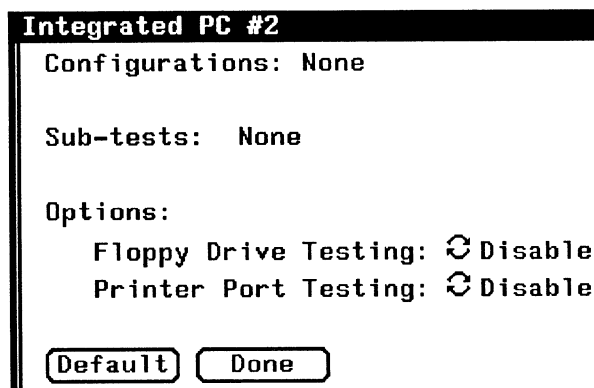 Integrated PC #2
Configurations: None
Sub-tests: None
Options:
Floppy Drive Testing: Disable
Printer Port Testing: Disable
Default Done